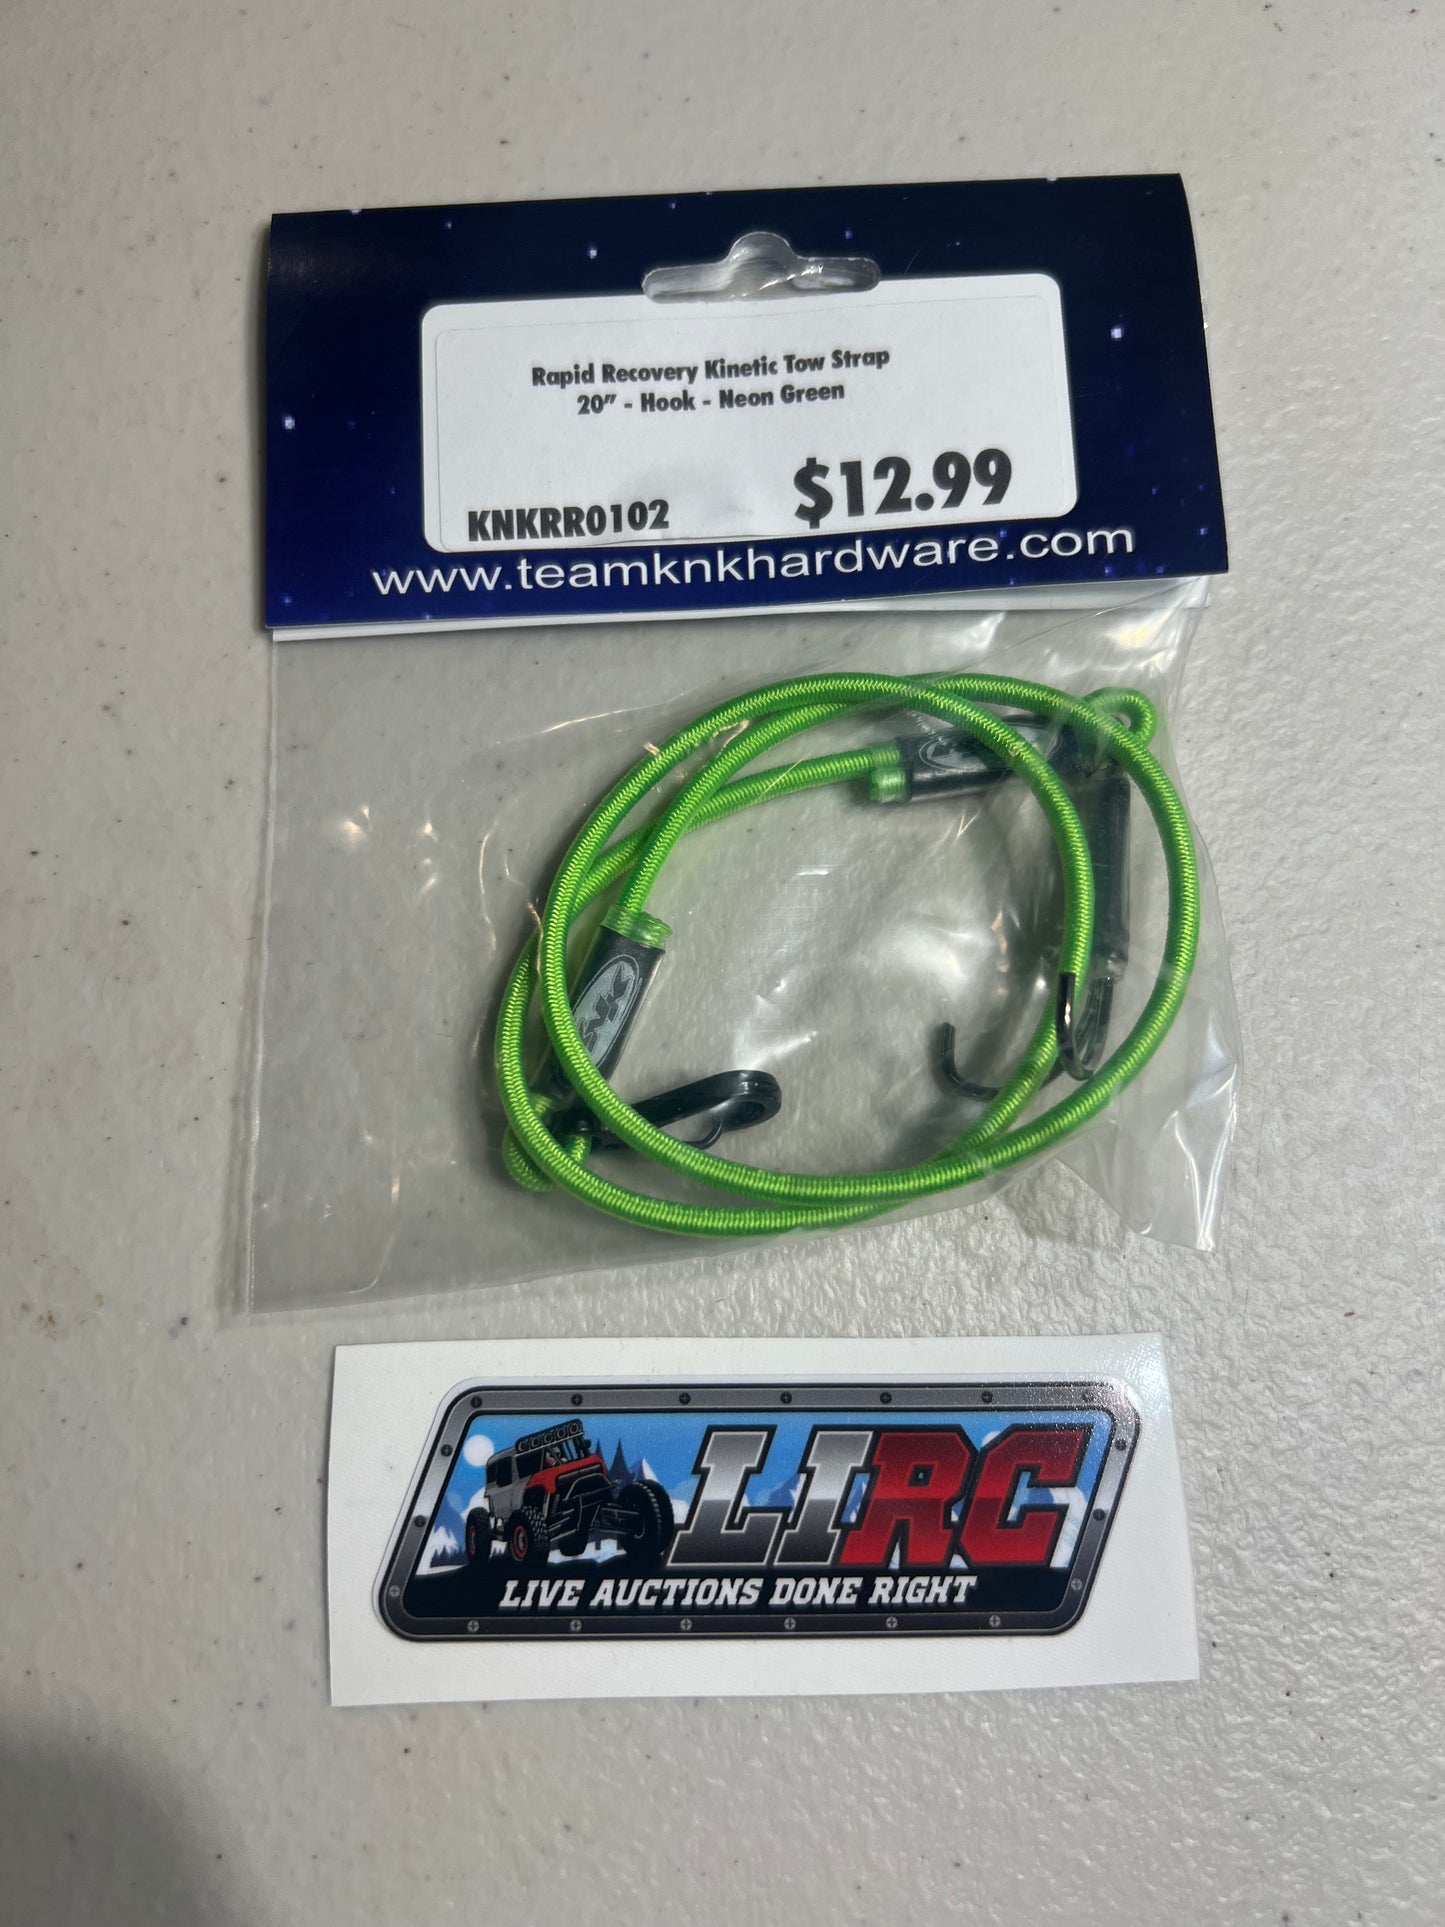 Rapid Recovery Kinetic Tow Strap
20" - Hook - Neon Green
KNKRR0102
$12.99
www.teamknkhardware.com
KNK
LIRC
LIVE AUCTIONS DONE RIGHT